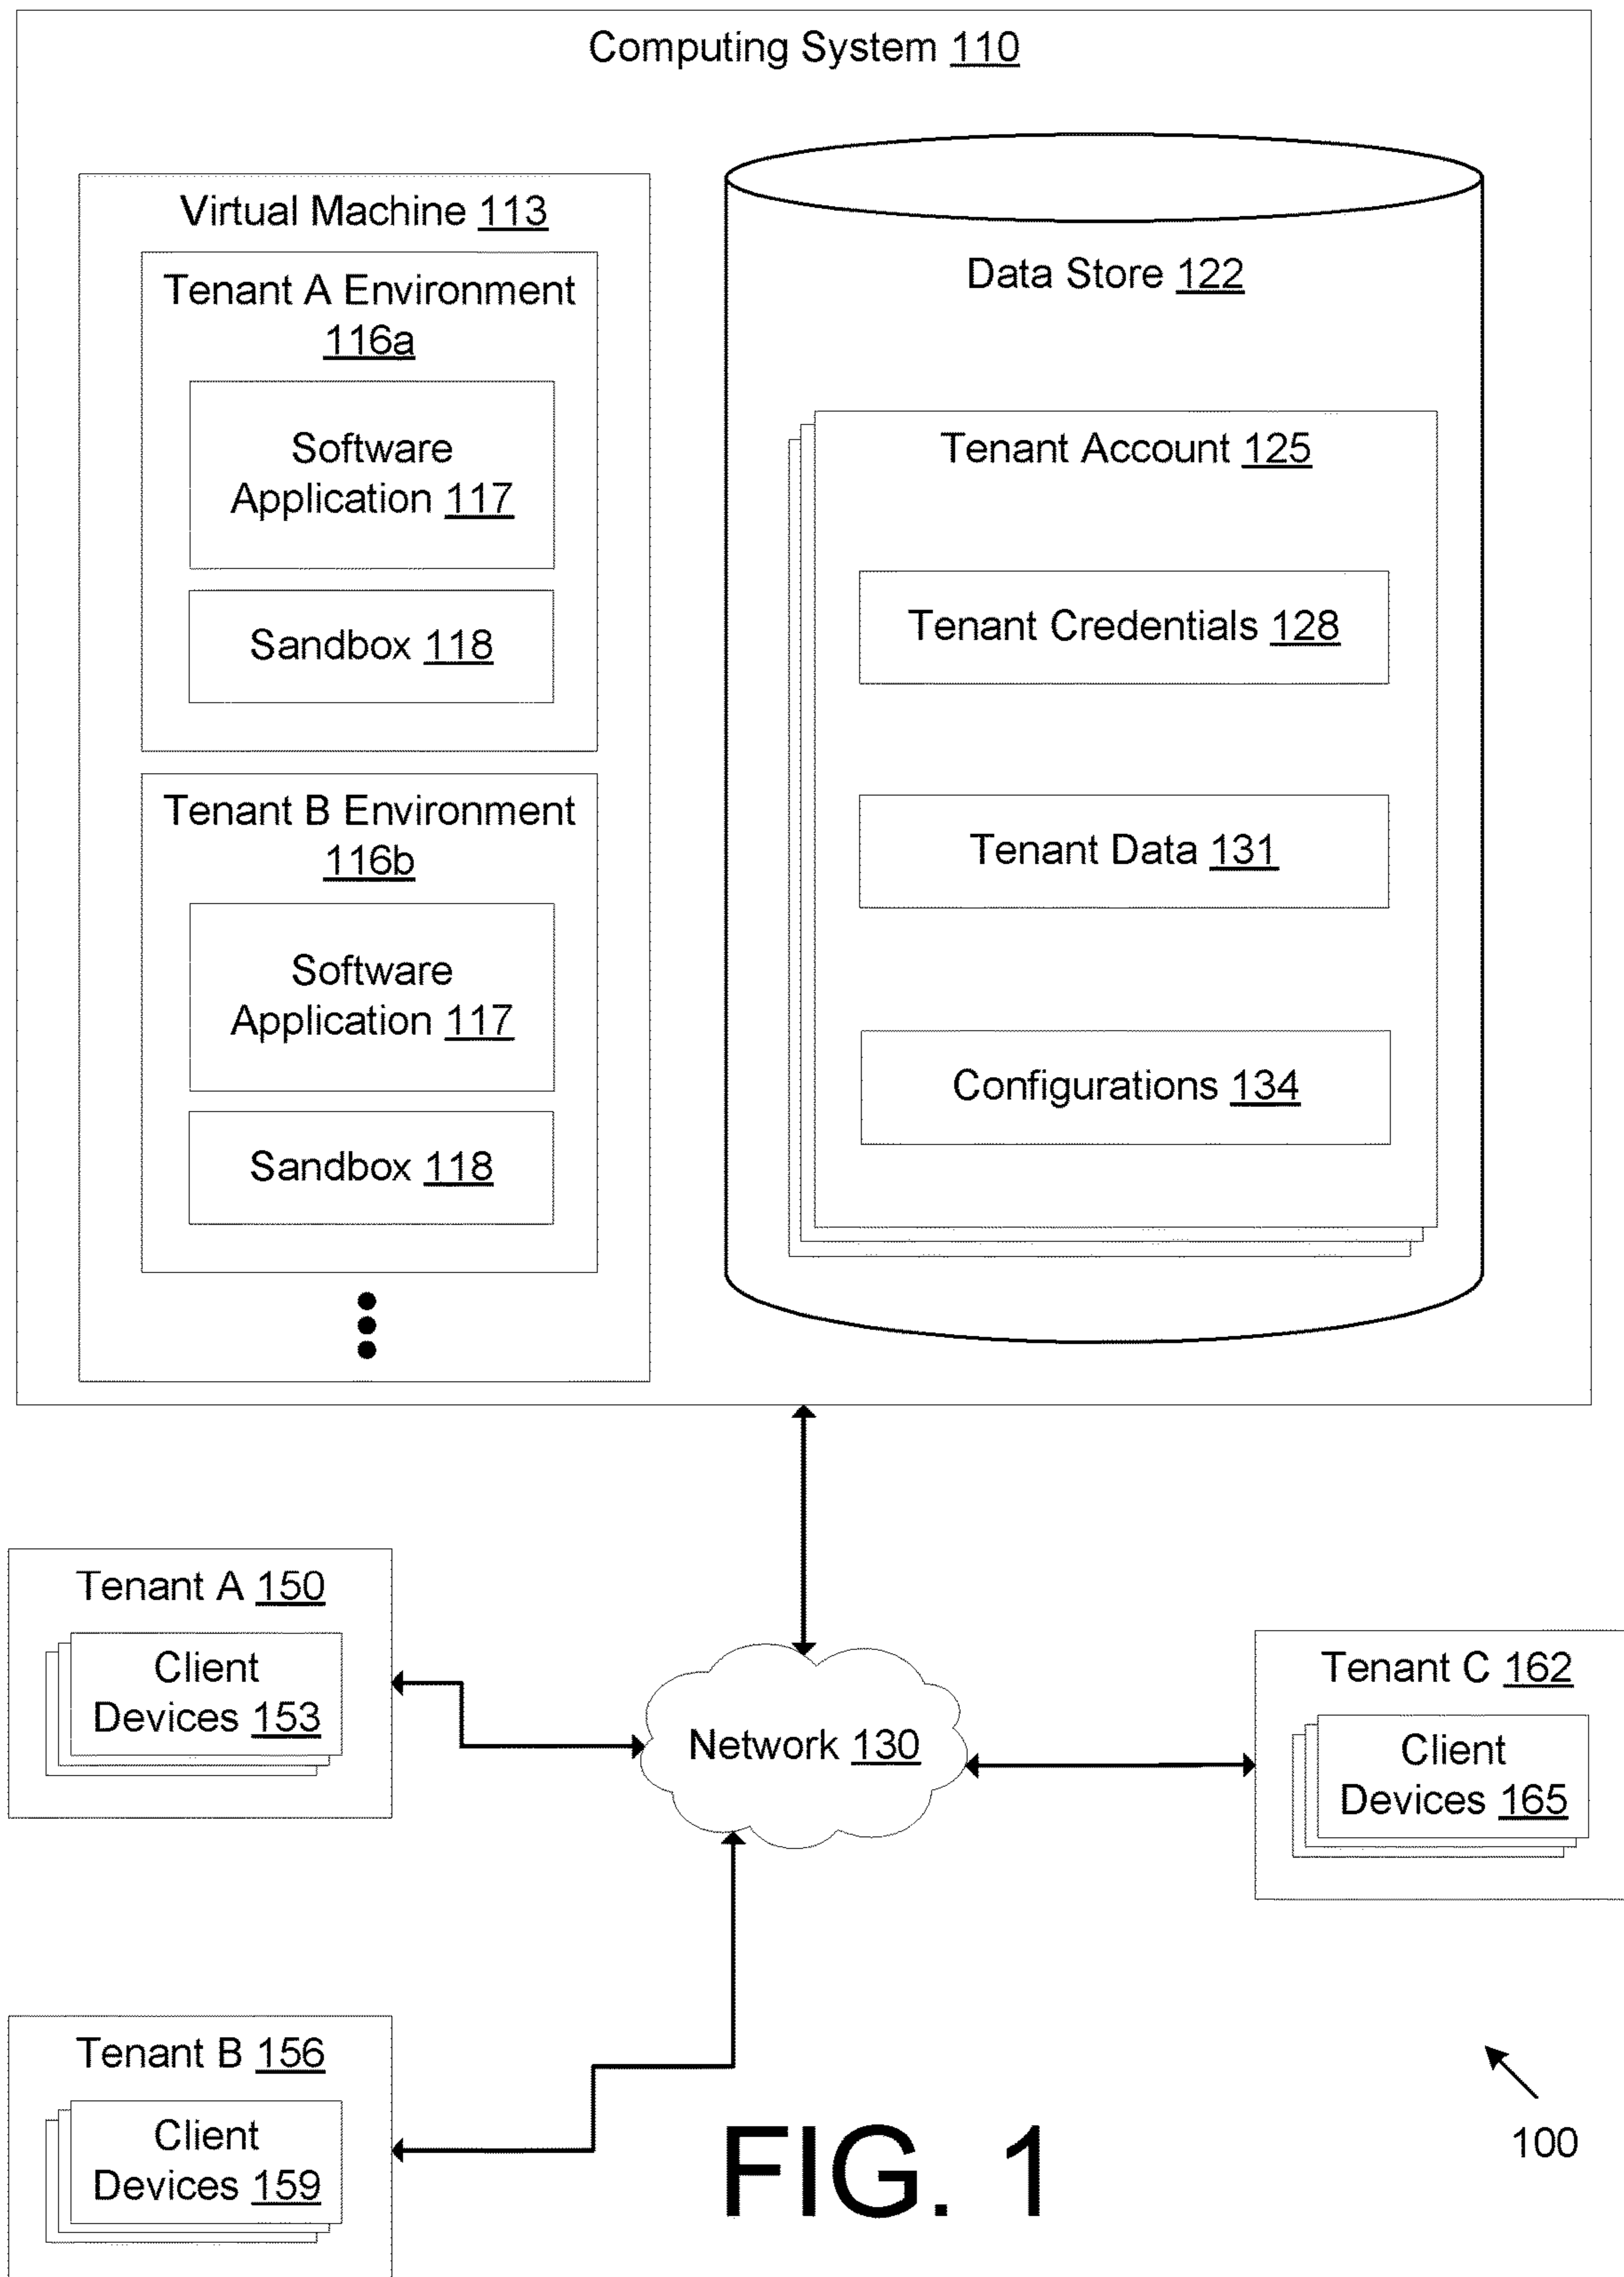 Computing System 110
Virtual Machine 113
Tenant A Environment
116a
Software
Application 117
Sandbox 118
Tenant B Environment
116b
Software
Application 117
Sandbox 118
Data Store 122
Tenant Account 125
Tenant Credentials 128
Tenant Data 131
Configurations 134
Tenant A 150
Client
Devices 153
Network 130
Tenant C 162
Client
Devices 165
Tenant B 156
Client
Devices 159
FIG. 1
100